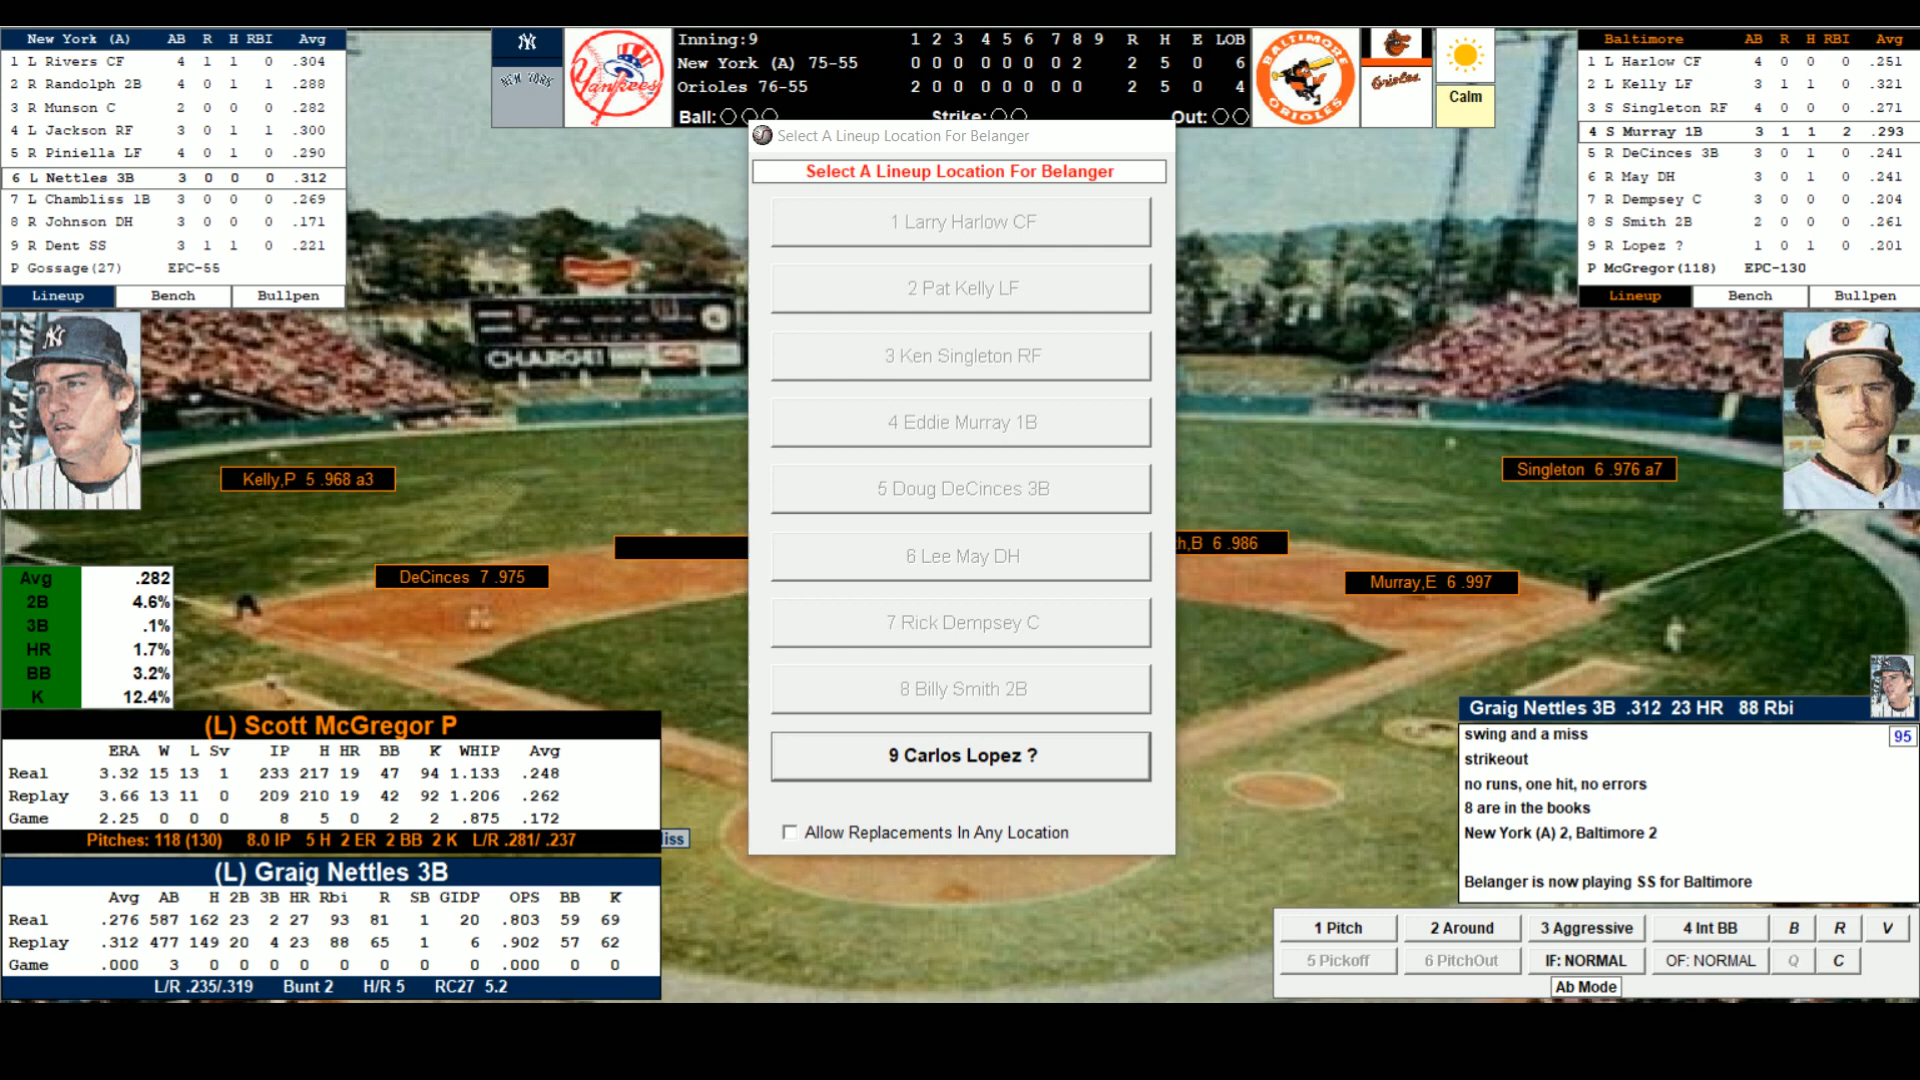 New York (A) AB R H RBI Avg
1 L Rivers CF 4 1 1 0 .304
2 R Randolph 2B 4 0 1 1 .288
3 R Munson C 2 0 0 0 .282
4 L Jackson RF 3 0 1 1 .300
5 R Piniella LF 4 0 1 0 .290
6 L Nettles 3B 3 0 0 0 .312
7 L Chambliss 1B 3 0 0 0 .269
8 R Johnson DH 3 0 0 0 .171
9 R Dent SS 3 1 1 0 .221
P Gossage(27) EPC-55
Lineup Bench Bullpen
NEW YORK
Yankees
Inning:9 1 2 3 4 5 6 7 8 9 R H E LOB
New York (A) 75-55 0 0 0 0 0 0 0 2 2 5 0 6
Orioles 76-55 2 0 0 0 0 0 0 0 2 5 0 4
Ball: Strike: Out:
BALTIMORE
ORIOLES
Orioles
Calm
Baltimore AB R H RBI Avg
1 L Harlow CF 4 0 0 0 .251
2 L Kelly LF 3 1 1 0 .321
3 S Singleton RF 4 0 0 0 .271
4 S Murray 1B 3 1 1 2 .293
5 R DeCinces 3B 3 0 1 0 .241
6 R May DH 3 0 1 0 .241
7 R Dempsey C 3 0 0 0 .204
8 S Smith 2B 2 0 0 0 .261
9 R Lopez ? 1 0 1 0 .201
P McGregor(118) EPC-130
Lineup Bench Bullpen
Select A Lineup Location For Belanger
Select A Lineup Location For Belanger
1 Larry Harlow CF
2 Pat Kelly LF
3 Ken Singleton RF
4 Eddie Murray 1B
5 Doug DeCinces 3B
6 Lee May DH
7 Rick Dempsey C
8 Billy Smith 2B
9 Carlos Lopez ?
Allow Replacements In Any Location
CHARGE!
Kelly,P 5 .968 a3
Singleton 6 .976 a7
h,B 6 .986
DeCinces 7 .975
Murray,E 6 .997
Avg .282
2B 4.6%
3B .1%
HR 1.7%
BB 3.2%
K 12.4%
(L) Scott McGregor P
ERA W L Sv IP H HR BB K WHIP Avg
Real 3.32 15 13 1 233 217 19 47 94 1.133 .248
Replay 3.66 13 11 0 209 210 19 42 92 1.206 .262
Game 2.25 0 0 0 8 5 0 2 2 .875 .172
Pitches: 118 (130) 8.0 IP 5 H 2 ER 2 BB 2 K L/R .281/ .237
iss
(L) Graig Nettles 3B
Avg AB H 2B 3B HR Rbi R SB GIDP OPS BB K
Real .276 587 162 23 2 27 93 81 1 20 .803 59 69
Replay .312 477 149 20 4 23 88 65 1 6 .902 57 62
Game .000 3 0 0 0 0 0 0 0 0 .000 0 0
L/R .235/.319 Bunt 2 H/R 5 RC27 5.2
Graig Nettles 3B .312 23 HR 88 Rbi
swing and a miss
95
strikeout
no runs, one hit, no errors
8 are in the books
New York (A) 2, Baltimore 2
Belanger is now playing SS for Baltimore
1 Pitch 2 Around 3 Aggressive 4 Int BB B R V
5 Pickoff 6 PitchOut IF: NORMAL OF: NORMAL Q C
Ab Mode